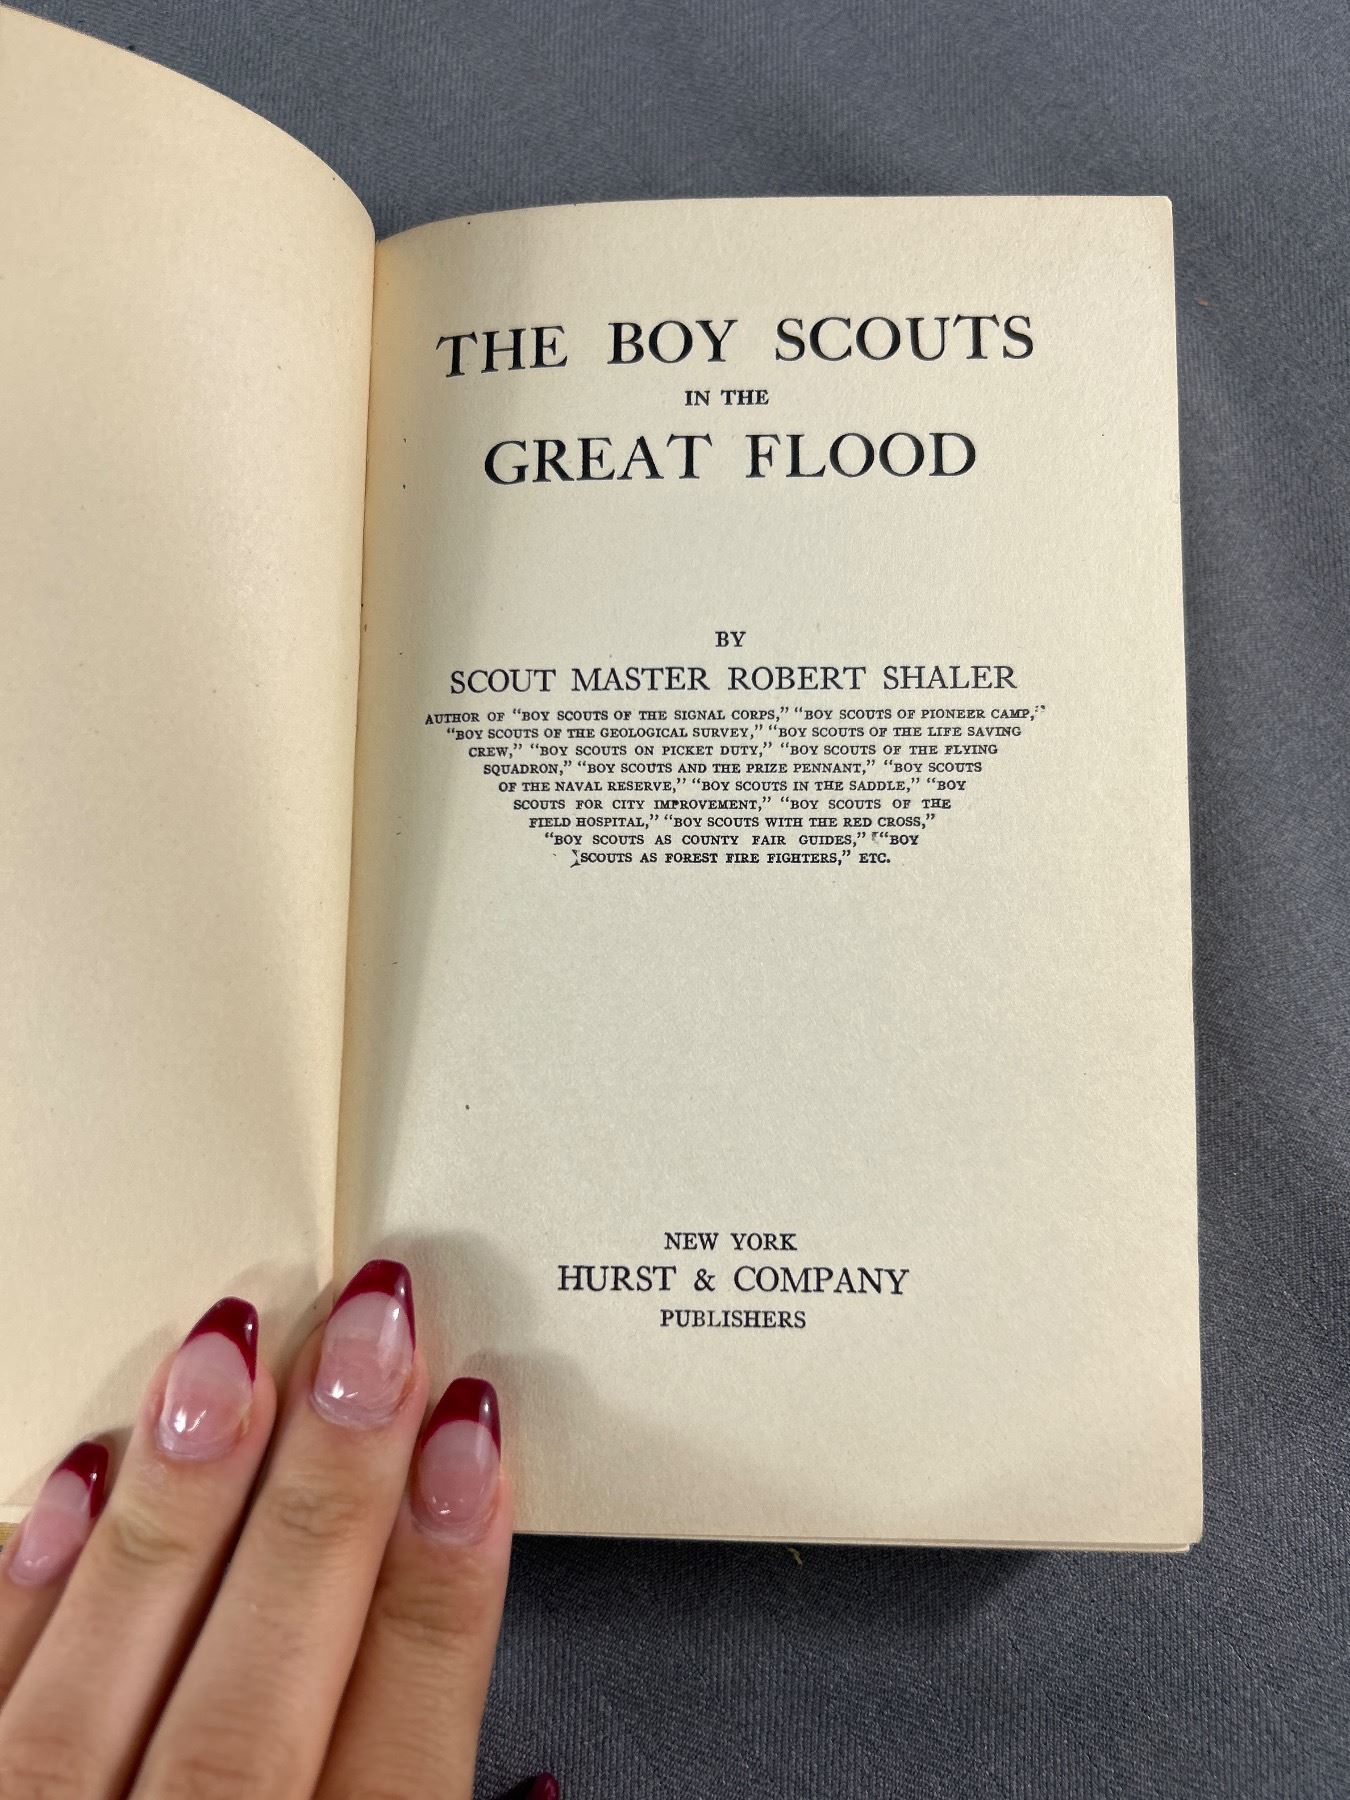 THE BOY SCOUTS
IN THE
GREAT FLOOD
BY
SCOUT MASTER ROBERT SHALER
AUTHOR OF "BOY SCOUTS OF THE SIGNAL CORPS," "BOY SCOUTS OF PIONEER CAMP,"
"BOY SCOUTS OF THE GEOLOGICAL SURVEY," "BOY SCOUTS OF THE LIFE SAVING
CREW," "BOY SCOUTS ON PICKET DUTY," "BOY SCOUTS OF THE FLYING
SQUADRON," "BOY SCOUTS AND THE PRIZE PENNANT," "BOY SCOUTS
OF THE NAVAL RESERVE," "BOY SCOUTS IN THE SADDLE," "BOY
SCOUTS FOR CITY IMPROVEMENT," "BOY SCOUTS OF THE
FIELD HOSPITAL," "BOY SCOUTS WITH THE RED CROSS,"
"BOY SCOUTS AS COUNTY FAIR GUIDES," "BOY
SCOUTS AS FOREST FIRE FIGHTERS," ETC.
NEW YORK
HURST & COMPANY
PUBLISHERS